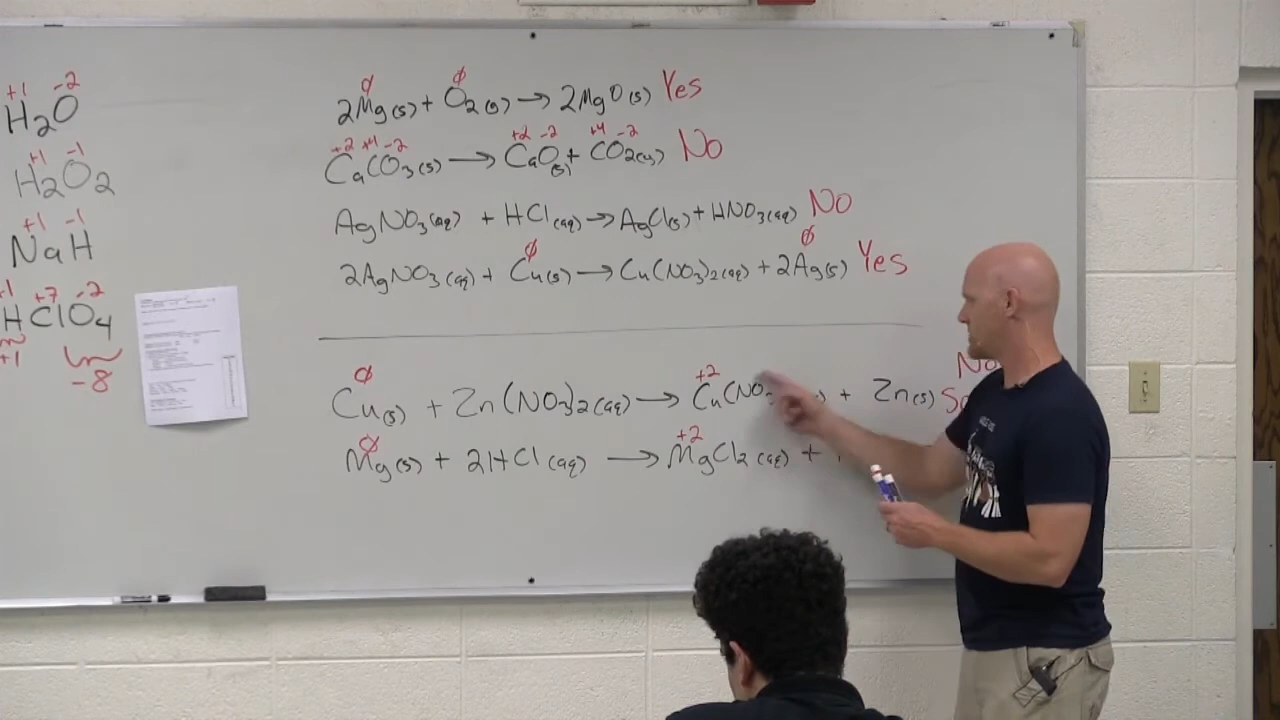 +1 -2
H2O
+1 -1
H2O2
+1 -1
NaH
+1 +7 -2
HClO4
+1 -8
0 0
2Mg(s) + O2(g) → 2MgO(s) Yes
+2 +4 -2 +2 -2 +4 -2
CaCO3(s) → CaO(s) + CO2(g) No
AgNO3(aq) + HCl(aq) → AgCl(s) + HNO3(aq) No
0 0
2AgNO3(aq) + Cu(s) → Cu(NO3)2(aq) + 2Ag(s) Yes
0 +2 No
Cu(s) + Zn(NO3)2(aq) → Cu(NO + Zn(s)
0 +2
Mg(s) + 2HCl(aq) → MgCl2(aq) +